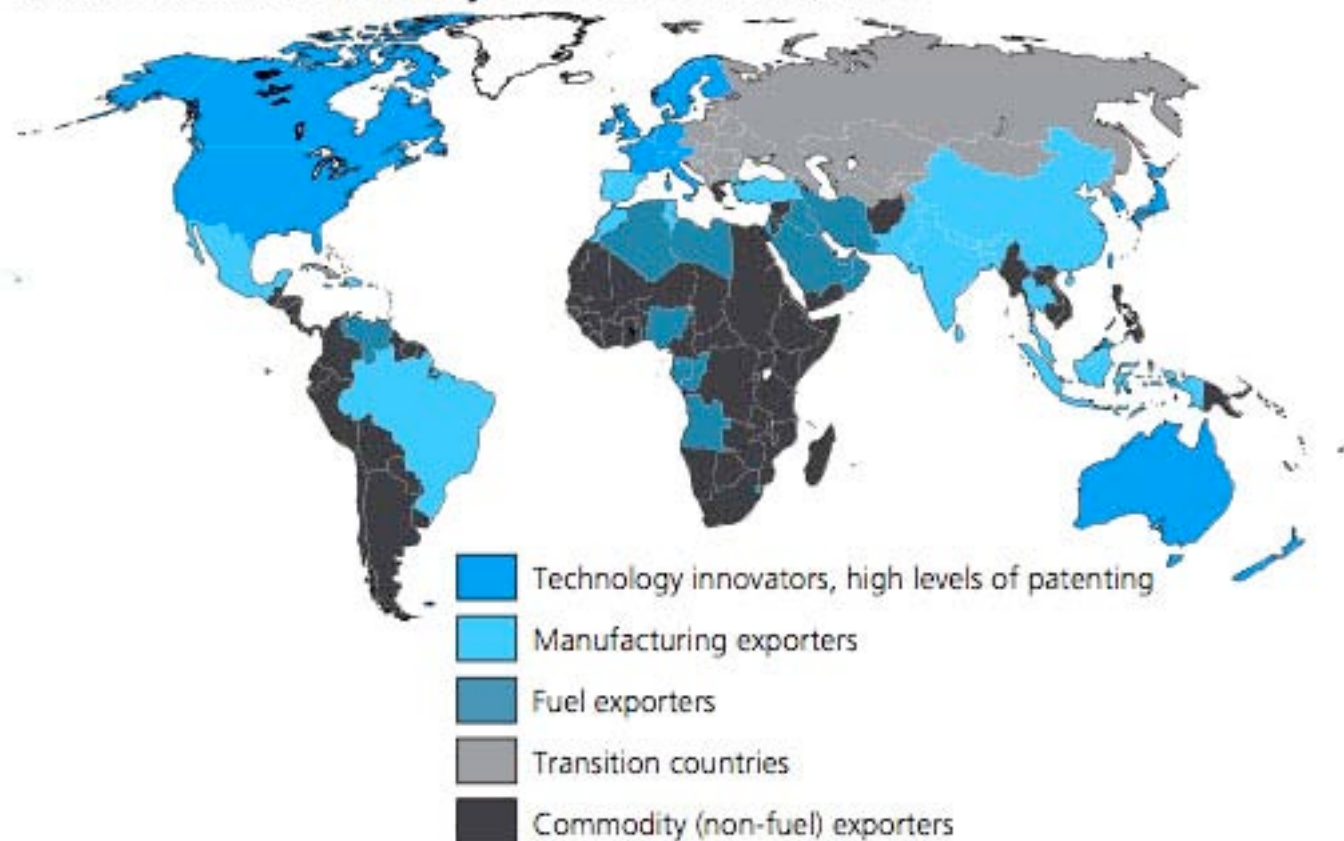 Technology innovators, high levels of patenting
Manufacturing exporters
Fuel exporters
Transition countries
Commodity (non-fuel) exporters